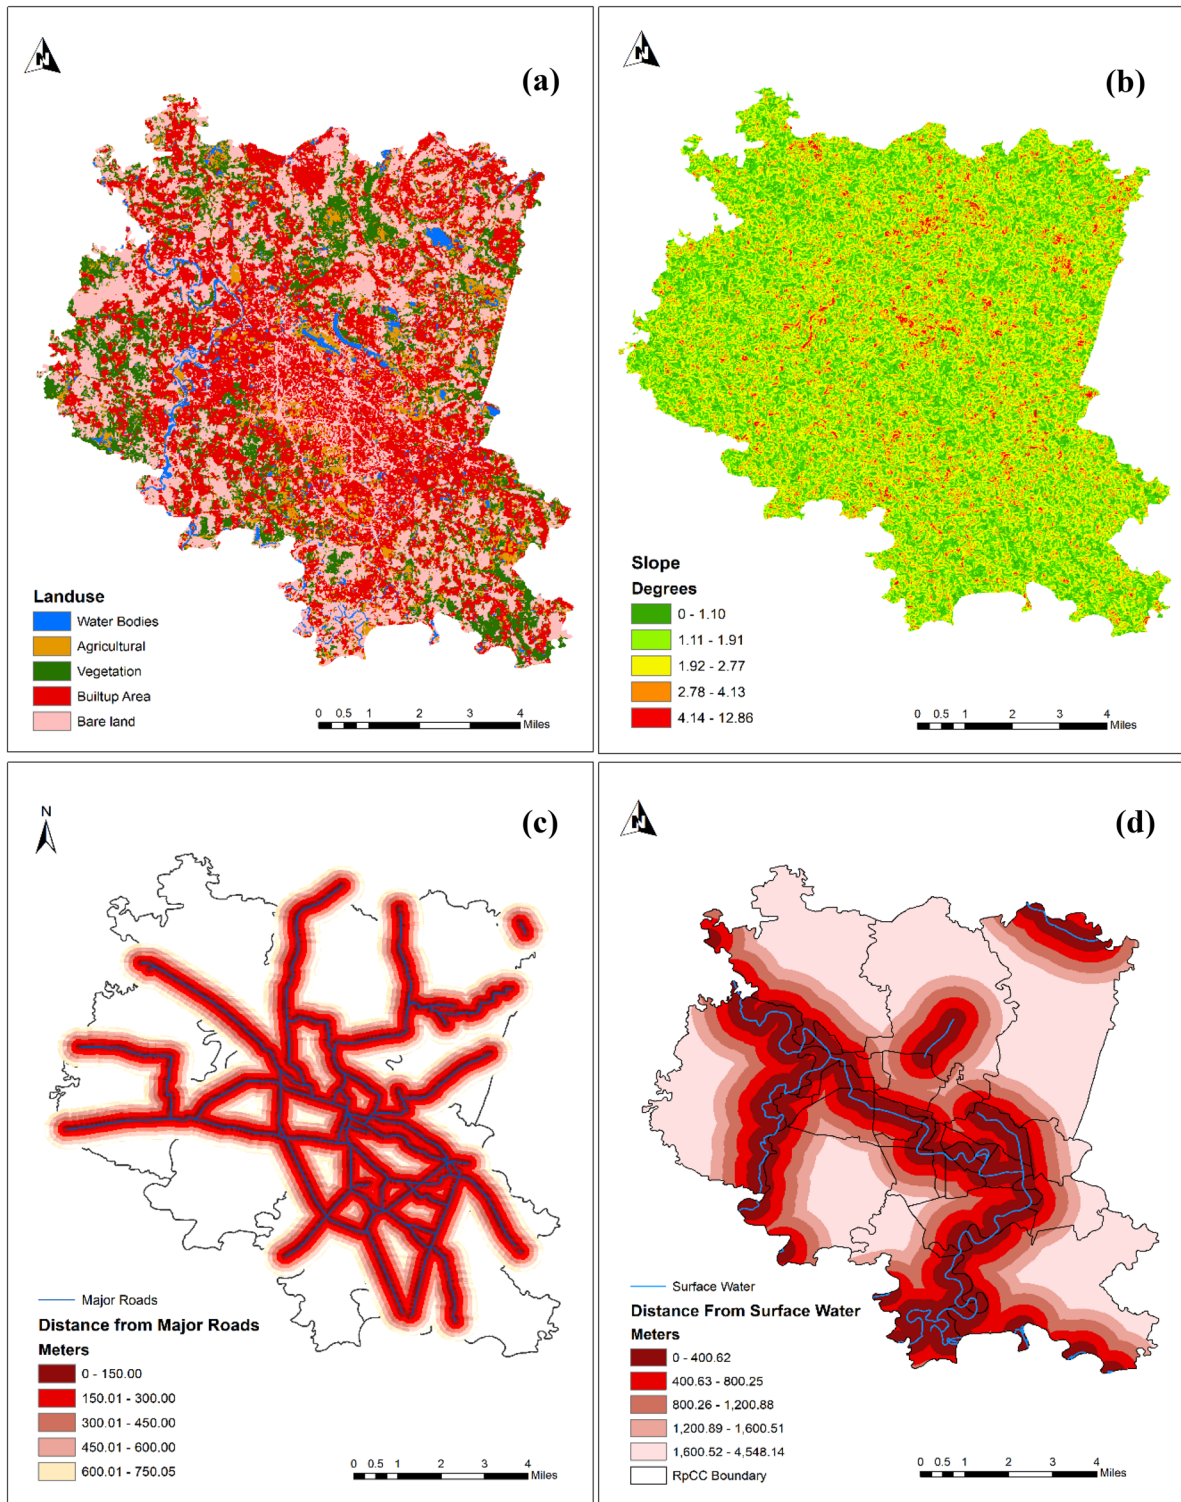 N
(a)
Landuse
Water Bodies
Agricultural
Vegetation
Builtup Area
Bare land
0 0.5 1 2 3 4
Miles
N
(b)
Slope
Degrees
0 - 1.10
1.11 - 1.91
1.92 - 2.77
2.78 - 4.13
4.14 - 12.86
0 0.5 1 2 3 4
Miles
N
(c)
Major Roads
Distance from Major Roads
Meters
0 - 150.00
150.01 - 300.00
300.01 - 450.00
450.01 - 600.00
600.01 - 750.05
0 0.5 1 2 3 4
Miles
N
(d)
Surface Water
Distance From Surface Water
Meters
0 - 400.62
400.63 - 800.25
800.26 - 1,200.88
1,200.89 - 1,600.51
1,600.52 - 4,548.14
RpCC Boundary
0 0.5 1 2 3 4
Miles